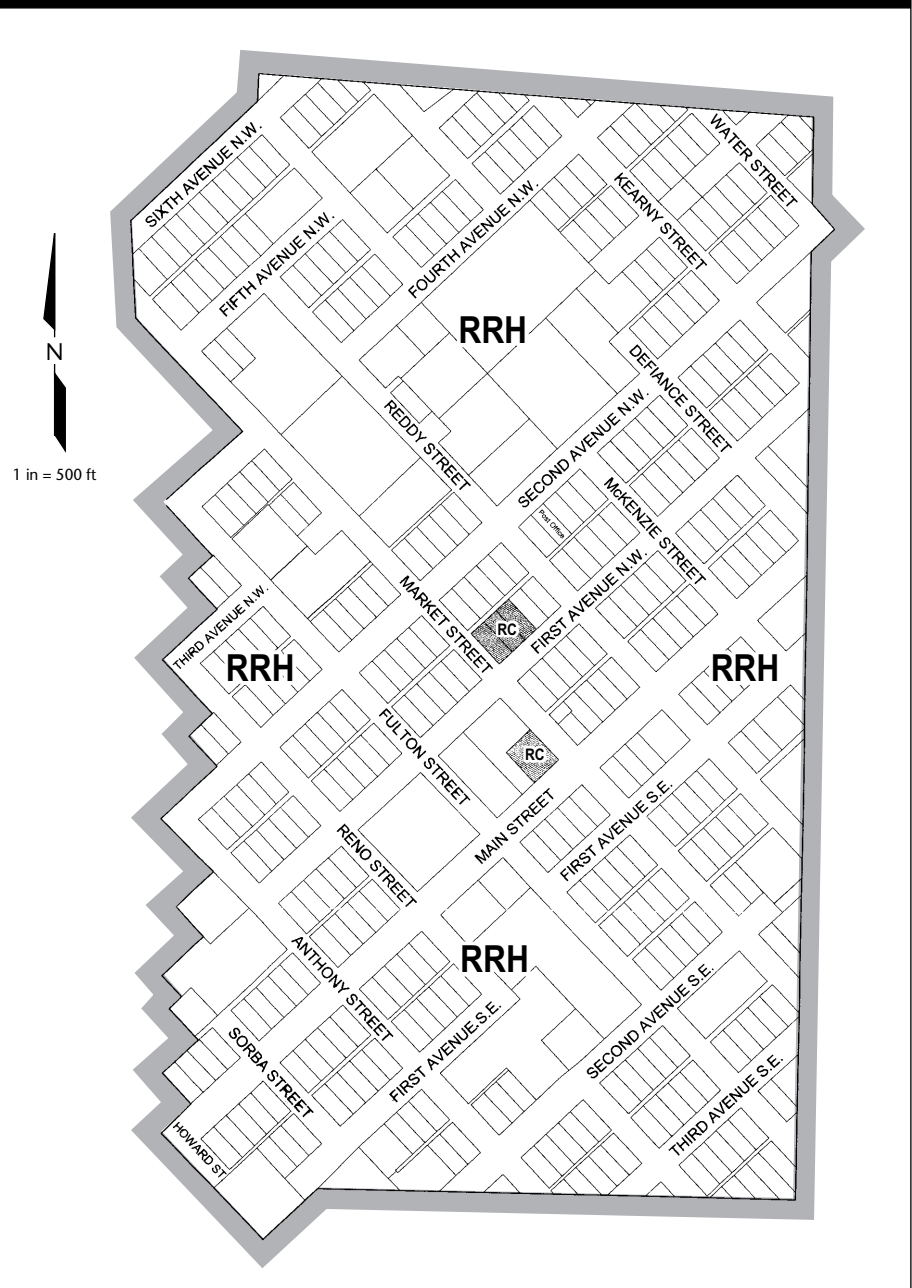 WATER STREET
SIXTH AVENUE N.W.
KEARNY STREET
FIFTH AVENUE N.W.
FOURTH AVENUE N.W.
RRH
N
1 in = 500 ft
DEFIANCE STREET
REDDY STREET
SECOND AVENUE N.W.
McKENZIE STREET
Post Office
MARKET STREET
FIRST AVENUE N.W.
THIRD AVENUE N.W.
RC
RRH
RRH
FULTON STREET
RC
MAIN STREET
FIRST AVENUE S.E.
RENO STREET
RRH
ANTHONY STREET
SECOND AVENUE S.E.
FIRST AVENUE S.E.
SORBA STREET
THIRD AVENUE S.E.
HOWARD ST